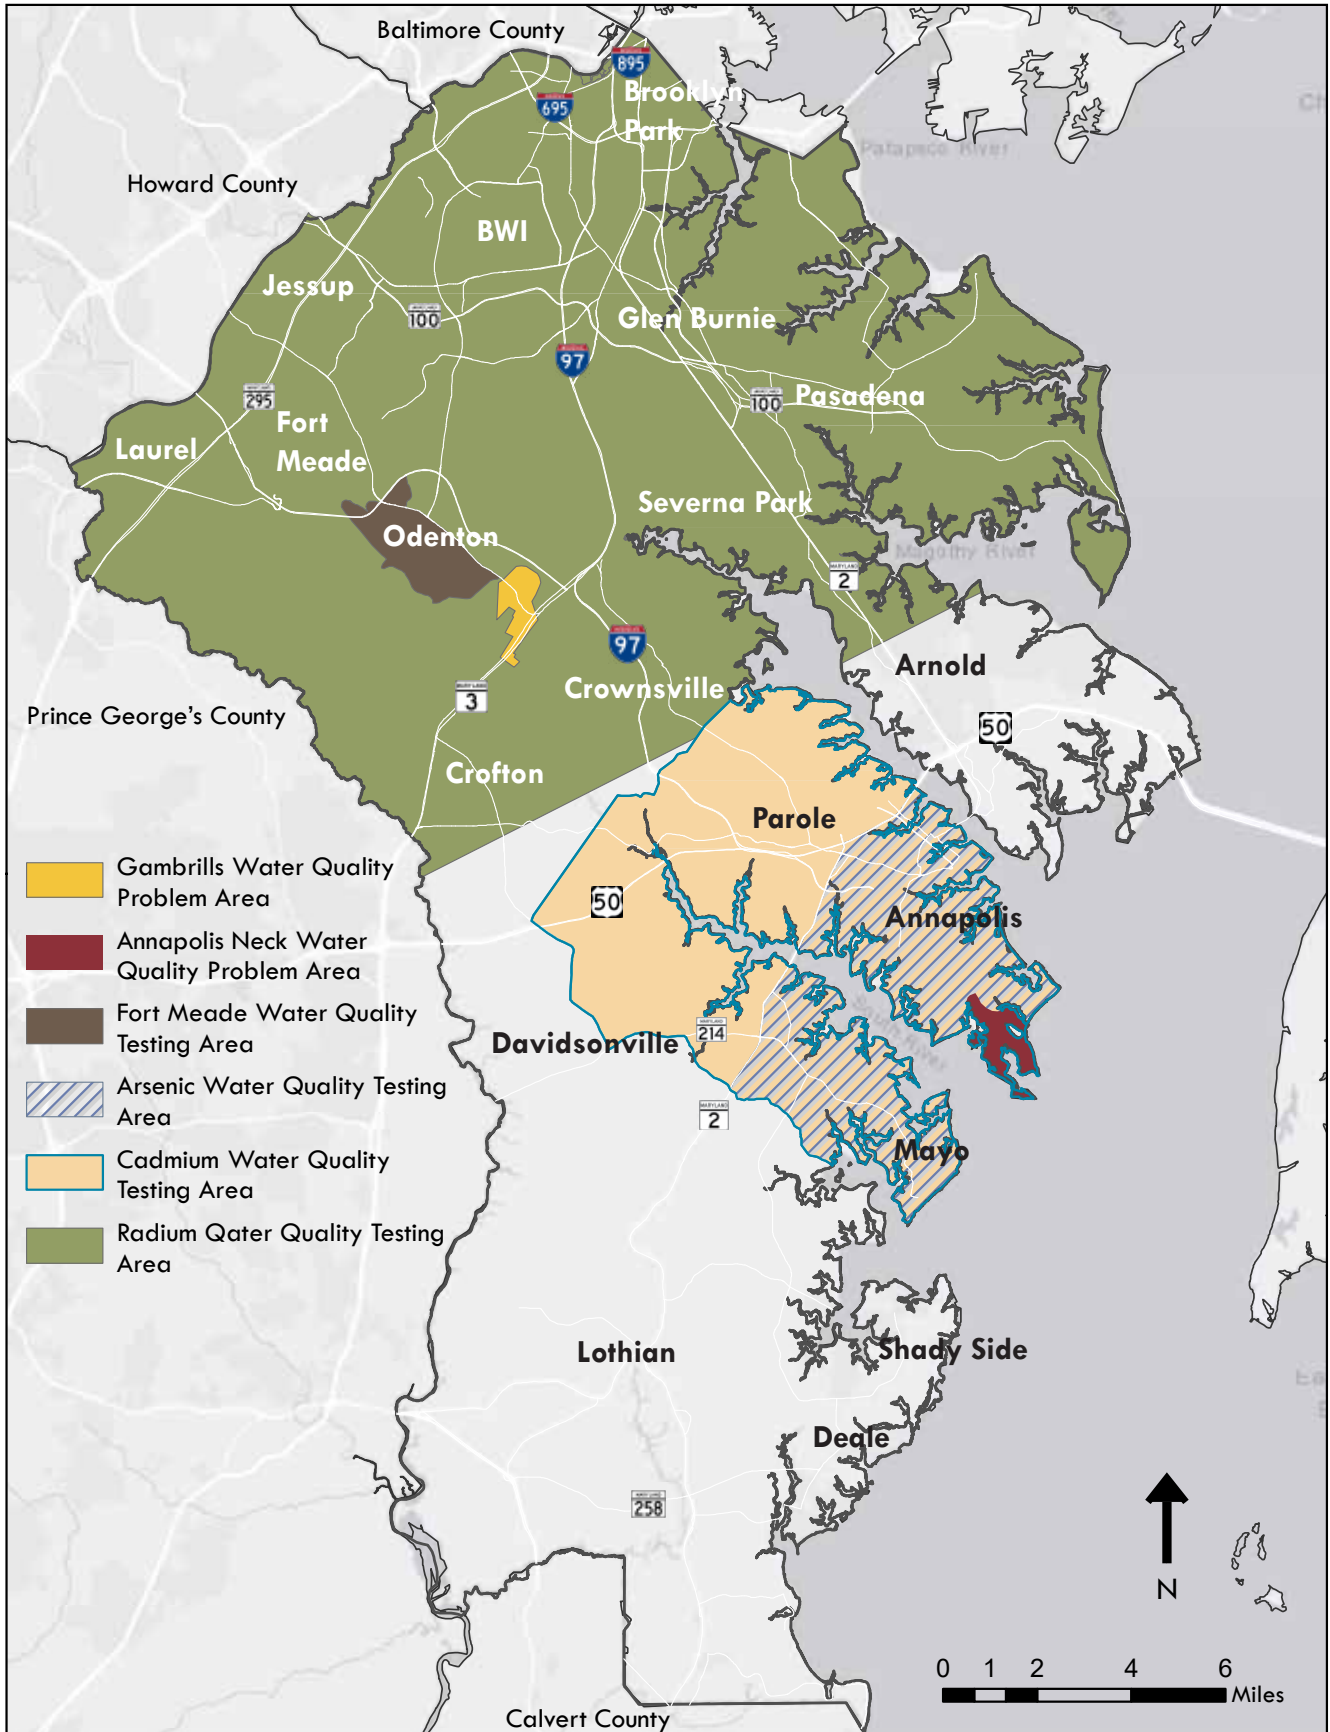 Baltimore County
895
Brooklyn
Park
695
Patapsco River
Howard County
BWI
Jessup
100
Glen Burnie
97
295
100
Pasadena
Fort
Meade
Laurel
Severna Park
Odenton
Magothy River
MARYLAND
2
97
Arnold
Crownsville
3
Prince George's County
50
Crofton
Parole
Gambrills Water Quality
Problem Area
50
Annapolis
Annapolis Neck Water
Quality Problem Area
South River
Fort Meade Water Quality
Testing Area
Davidsonville
214
Arsenic Water Quality Testing
Area
MARYLAND
2
Cadmium Water Quality
Testing Area
Mayo
Radium Qater Quality Testing
Area
Lothian
Shady Side
Deale
258
N
0 1 2 4 6
Miles
Calvert County